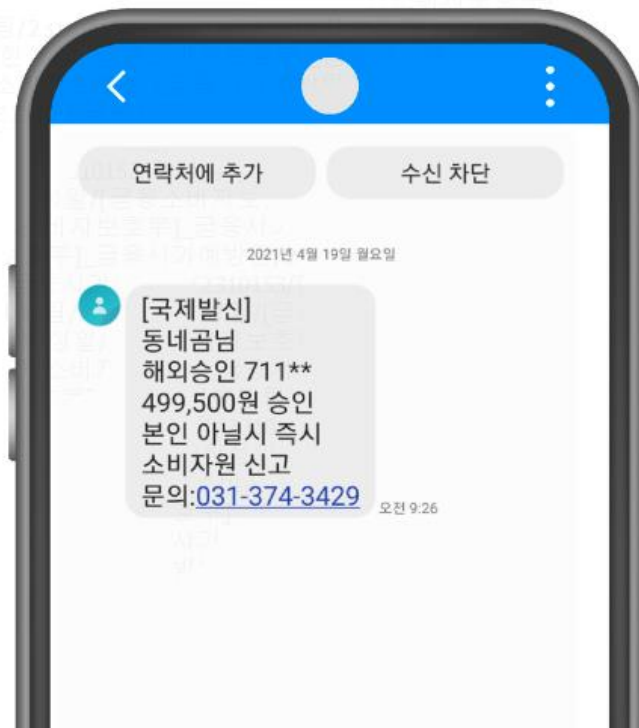 연락처에 추가
수신 차단
2021년 4월 19일 월요일
[국제발신]
동네곰님
해외승인 711**
499,500원 승인
본인 아닐시 즉시
소비자원 신고
문의:031-374-3429
오전 9:26